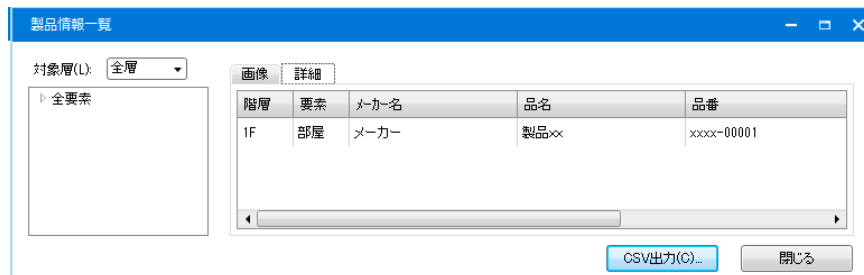 製品情報一覧
対象層(L): 全層
全要素
画像 詳細
階層 要素 メーカー名 品名 品番
1F 部屋 メーカー 製品xx xxxx-00001
CSV出力(C)... 閉じる